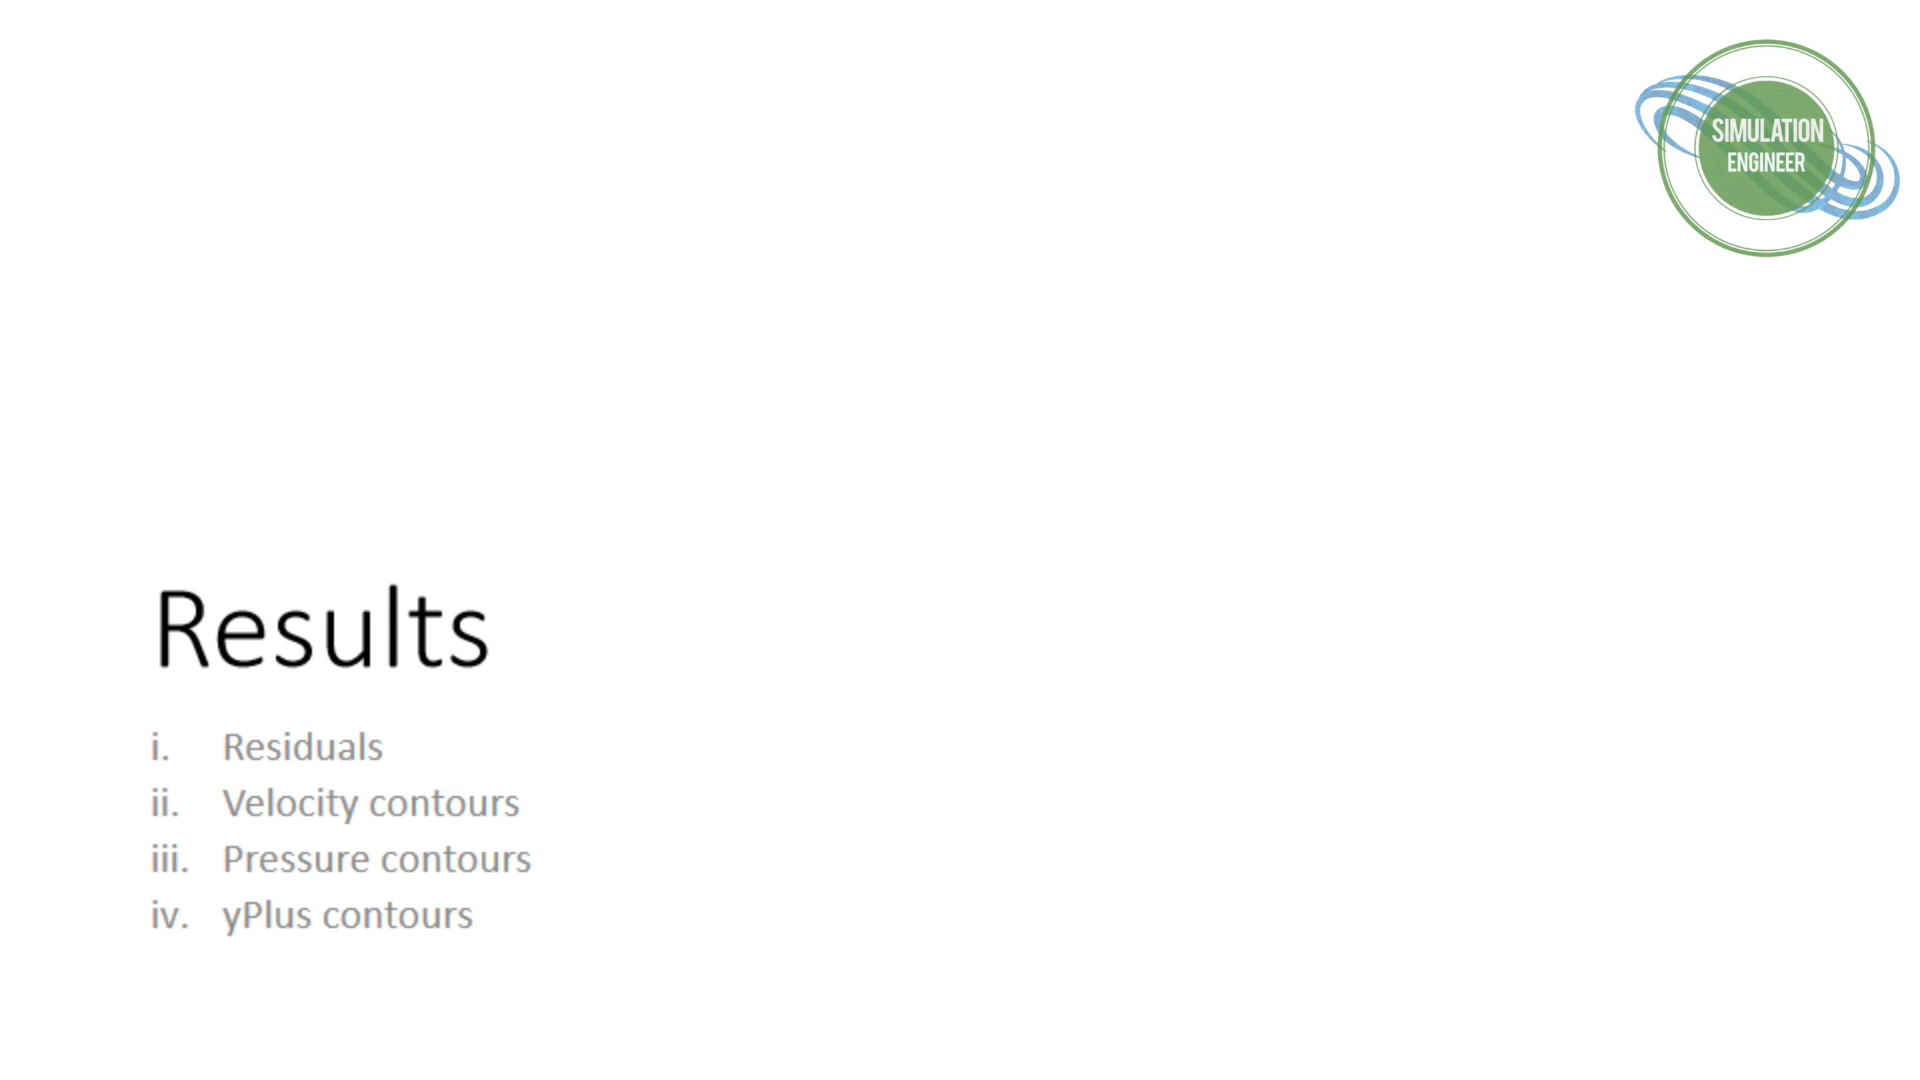 SIMULATION
ENGINEER
Results
i. Residuals
ii. Velocity contours
iii. Pressure contours
iv. yPlus contours